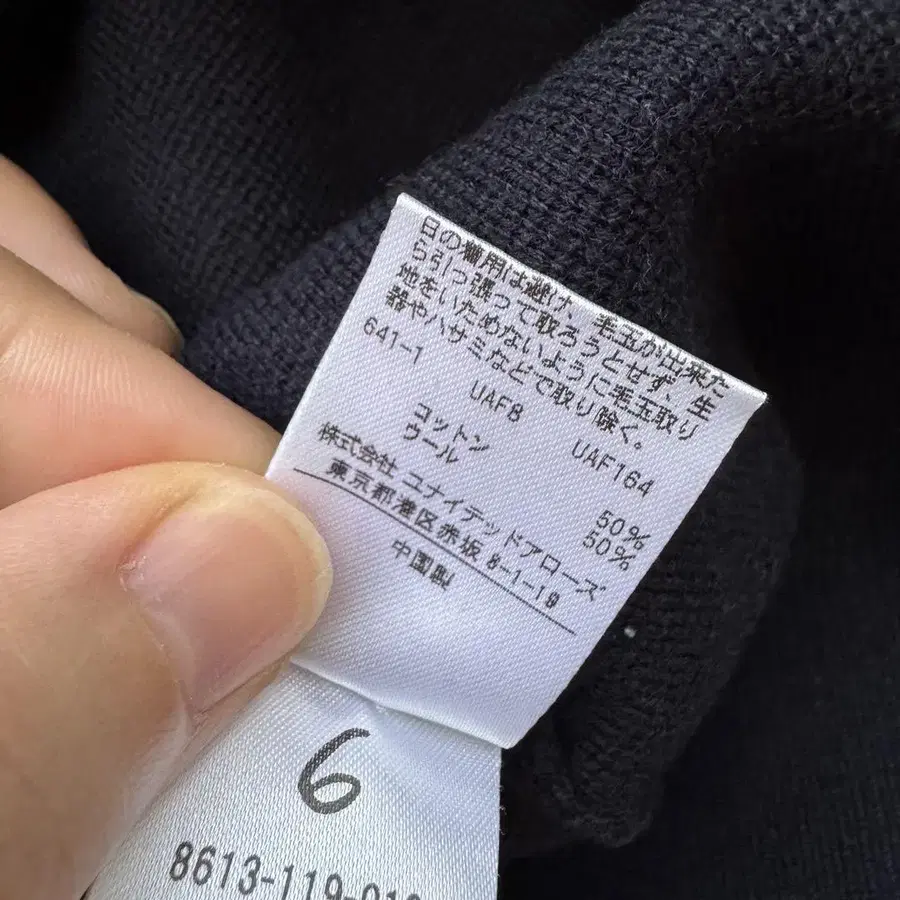 日の着用は避け、毛玉が出来た
ら引っ張って取ろうとせず、生
地をいためないように毛玉取り
器やハサミなどで取り除く。
641-1 UAF8 UAF164
コットン 50%
ウール 50%
株式会社 ユナイテッドアローズ
東京都港区赤坂 8-1-19
中国製
6
8613-119-01